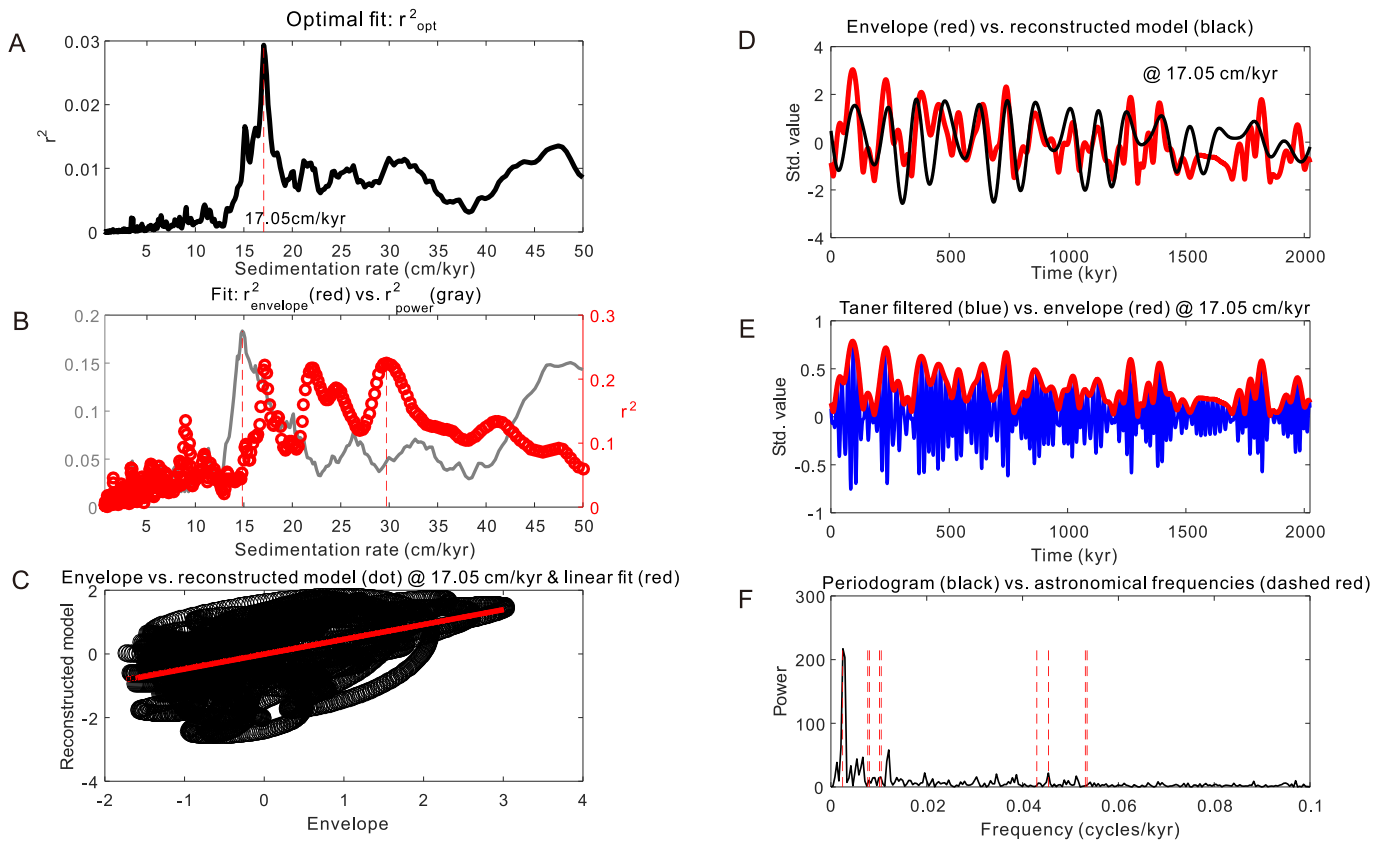 A
Optimal fit: r²opt
0.03
0.02
0.01
0
r²
17.05cm/kyr
5 10 15 20 25 30 35 40 45 50
Sedimentation rate (cm/kyr)
B
Fit: r²envelope(red) vs. r²power(gray)
0.2
0.15
0.1
0.05
0
0.3
0.2
0.1
0
r²
5 10 15 20 25 30 35 40 45 50
Sedimentation rate (cm/kyr)
C
Envelope vs. reconstructed model (dot) @ 17.05 cm/kyr & linear fit (red)
2
0
-2
-4
Reconstructed model
-2 -1 0 1 2 3 4
Envelope
D
Envelope (red) vs. reconstructed model (black)
@ 17.05 cm/kyr
4
2
0
-2
-4
Std. value
0 500 1000 1500 2000
Time (kyr)
E
Taner filtered (blue) vs. envelope (red) @ 17.05 cm/kyr
1
0.5
0
-0.5
-1
Std. value
0 500 1000 1500 2000
Time (kyr)
F
Periodogram (black) vs. astronomical frequencies (dashed red)
300
200
100
0
Power
0 0.02 0.04 0.06 0.08 0.1
Frequency (cycles/kyr)